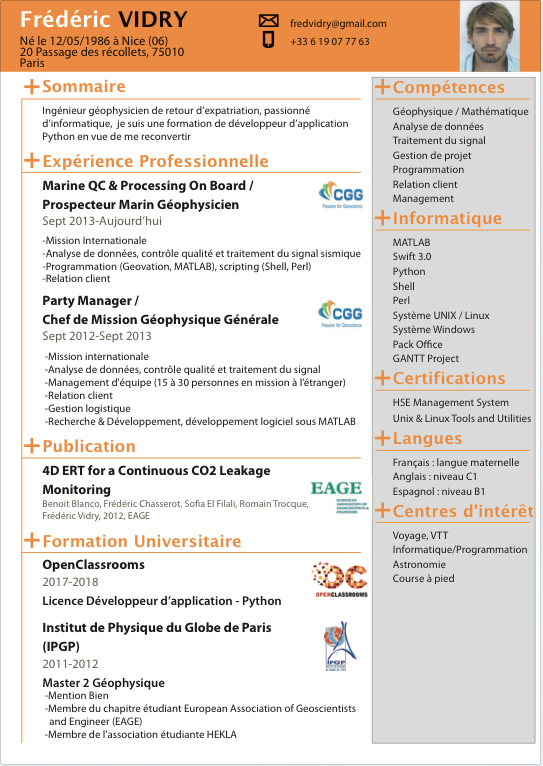 Frédéric VIDRY
Né le 12/05/1986 à Nice (06)
20 Passage des récollets, 75010
Paris
fredvidry@gmail.com
+33 6 19 07 77 63
+Sommaire
Ingénieur géophysicien de retour d'expatriation, passionné
d'informatique, je suis une formation de développeur d'application
Python en vue de me reconvertir
+Expérience Professionnelle
Marine QC & Processing On Board /
Prospecteur Marin Géophysicien
Sept 2013-Aujourd'hui
CGG
Passion for Geoscience
-Mission Internationale
-Analyse de données, contrôle qualité et traitement du signal sismique
-Programmation (Geovation, MATLAB), scripting (Shell, Perl)
-Relation client
Party Manager /
Chef de Mission Géophysique Générale
Sept 2012-Sept 2013
CGG
Passion for Geoscience
-Mission internationale
-Analyse de données, contrôle qualité et traitement du signal
-Management d'équipe (15 à 30 personnes en mission à l'étranger)
-Relation client
-Gestion logistique
-Recherche & Développement, développement logiciel sous MATLAB
+Publication
4D ERT for a Continuous CO2 Leakage
Monitoring
Benoit Blanco, Frédéric Chasserot, Sofia El Filali, Romain Trocque,
Frédéric Vidry, 2012, EAGE
EAGE
EUROPEAN
ASSOCIATION OF
GEOSCIENTISTS &
ENGINEERS
+Formation Universitaire
OpenClassrooms
2017-2018
Licence Développeur d'application - Python
OC
OPENCLASSROOMS
Institut de Physique du Globe de Paris
(IPGP)
2011-2012
IPGP
Master 2 Géophysique
-Mention Bien
-Membre du chapitre étudiant European Association of Geoscientists
and Engineer (EAGE)
-Membre de l'association étudiante HEKLA
+Compétences
Géophysique / Mathématique
Analyse de données
Traitement du signal
Gestion de projet
Programmation
Relation client
Management
+Informatique
MATLAB
Swift 3.0
Python
Shell
Perl
Système UNIX / Linux
Système Windows
Pack Office
GANTT Project
+Certifications
HSE Management System
Unix & Linux Tools and Utilities
+Langues
Français : langue maternelle
Anglais : niveau C1
Espagnol : niveau B1
+Centres d'intérêt
Voyage, VTT
Informatique/Programmation
Astronomie
Course à pied